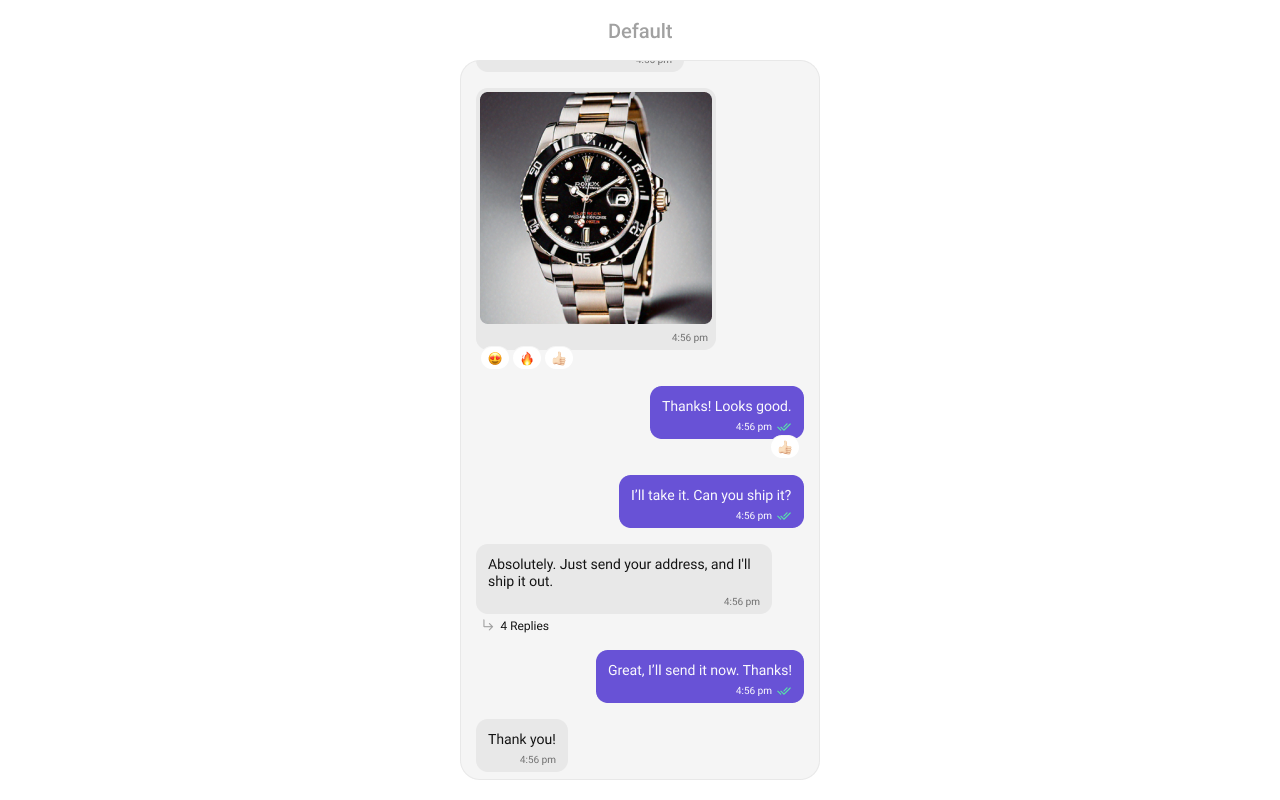 Default
4:56 pm
Thanks! Looks good.
4:56 pm
I’ll take it. Can you ship it?
4:56 pm
Absolutely. Just send your address, and I'll
ship it out.
4:56 pm
4 Replies
Great, I’ll send it now. Thanks!
4:56 pm
Thank you!
4:56 pm